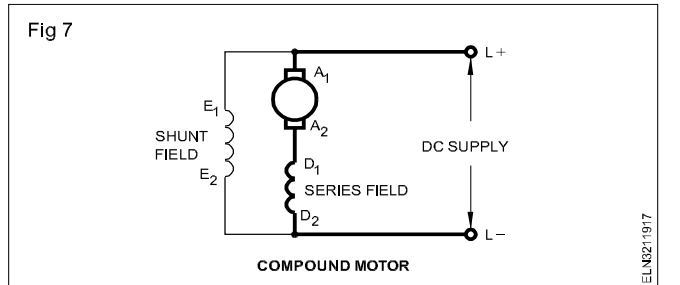 Fig 7
L+
A1
A2
E1
SHUNT
FIELD
E2
DC SUPPLY
D1
SERIES FIELD
D2
L−
COMPOUND MOTOR
ELN3211917